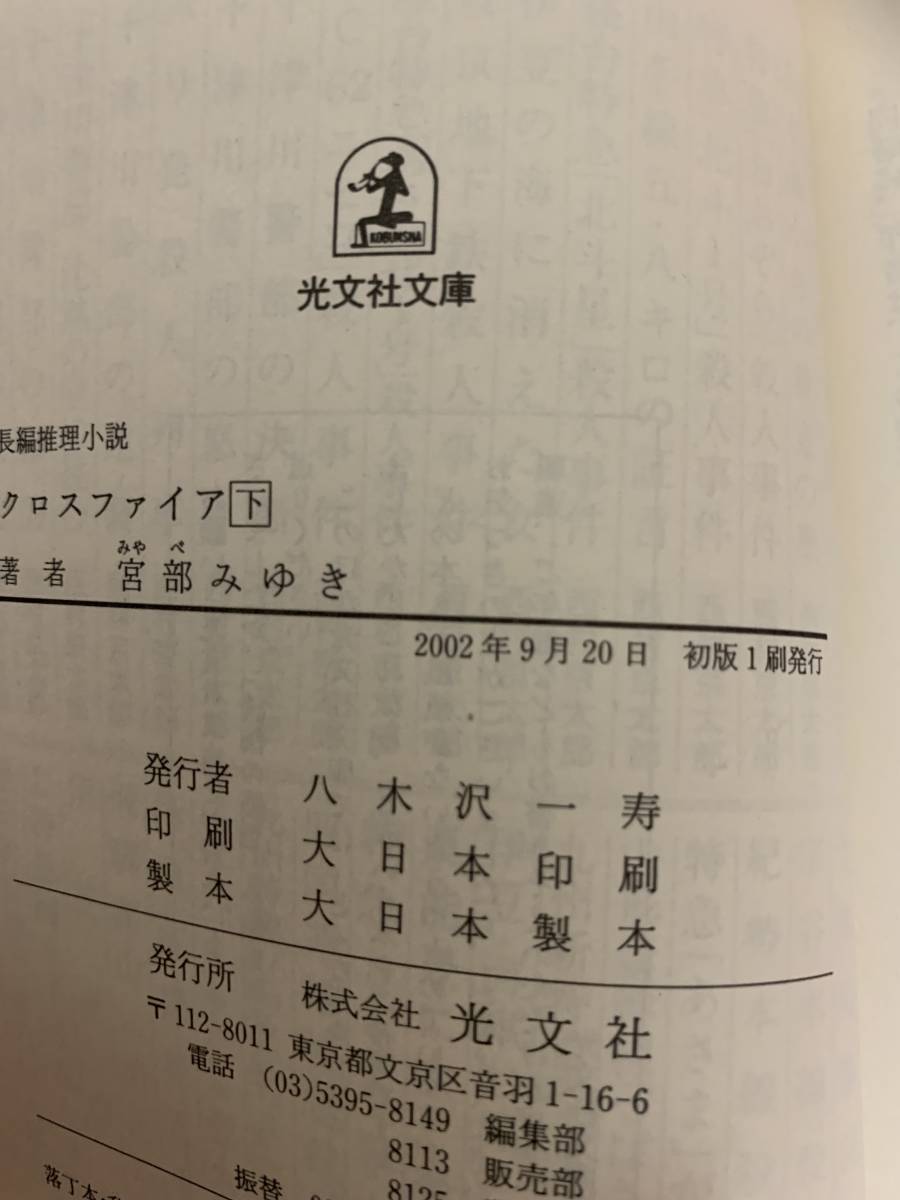 KOBUNSHA
光文社文庫
長編推理小説
クロスファイア下
みや べ
著者 宮部みゆき
2002年9月20日 初版1刷発行
発行者 八木沢一寿
印刷 大日本印刷
製本 大日本製本
発行所 株式会社 光文社
〒112-8011 東京都文京区音羽1-16-6
電話 (03)5395-8149 編集部
8113 販売部
振替 8125
落丁本